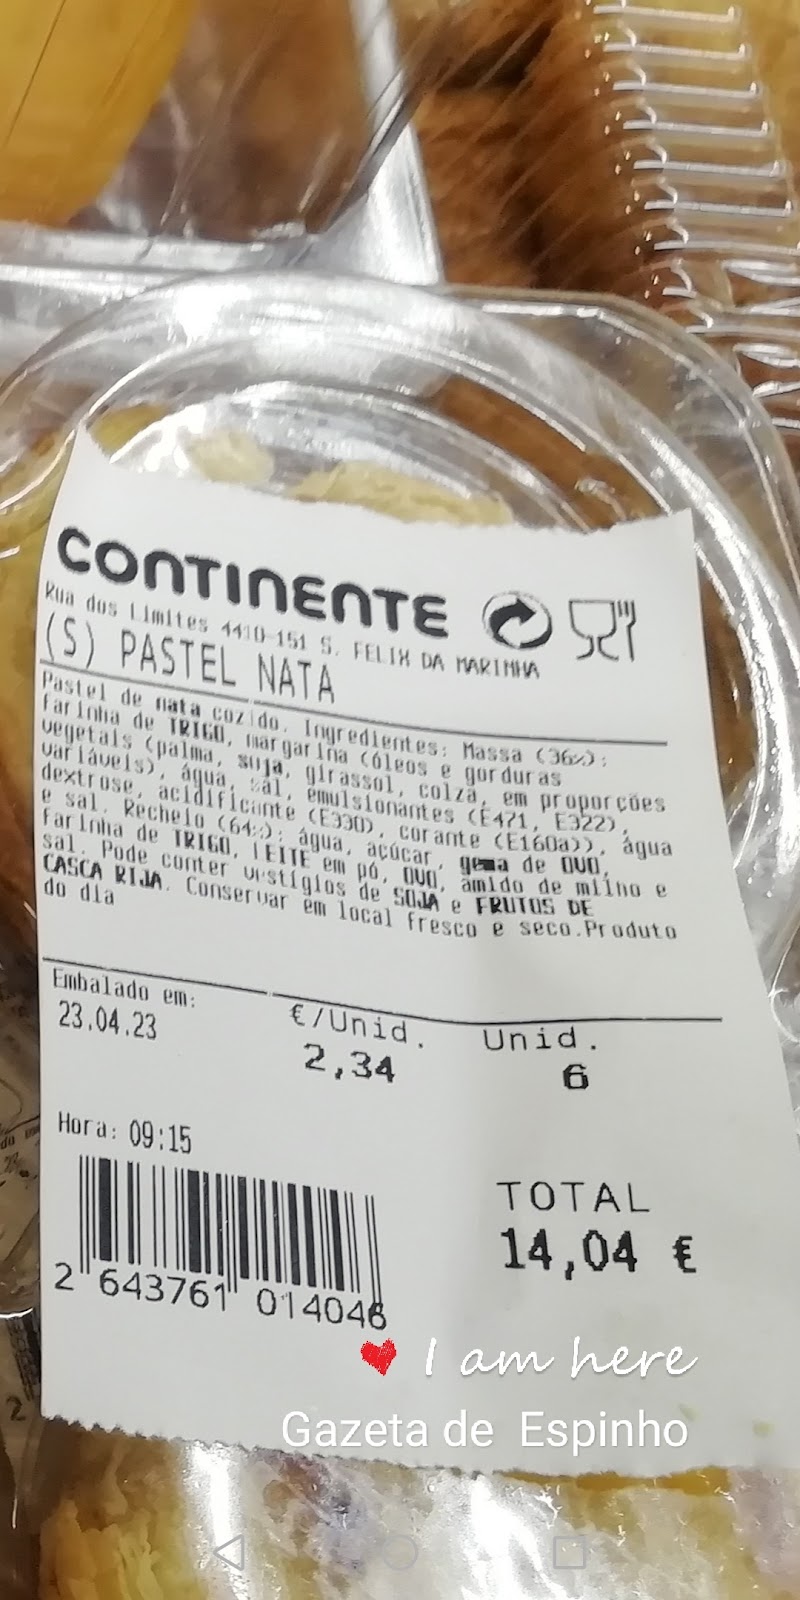 CONTINENTE
Rua dos Limites 4410-151 S. FELIX DA MARINHA
(S) PASTEL NATA
Pastel de nata cozido. Ingredientes: Massa (36%):
farinha de TRIGO, margarina (óleos e gorduras
vegetais (palma, soja, girassol, colza, em proporções
variáveis), água, sal, emulsionantes (E471, E322),
dextrose, acidificante (E330), corante (E160a)), água
e sal. Recheio (64%): água, açúcar, gema de OVO,
farinha de TRIGO, LEITE em pó, OVO, amido de milho e
sal. Pode conter vestígios de SOJA e FRUTOS DE
CASCA RIJA. Conservar em local fresco e seco.Produto
do dia
Embalado em: €/Unid. Unid.
23.04.23 2,34 6
Hora: 09:15
TOTAL
14,04 €
2 643761 014046
I am here
Gazeta de Espinho